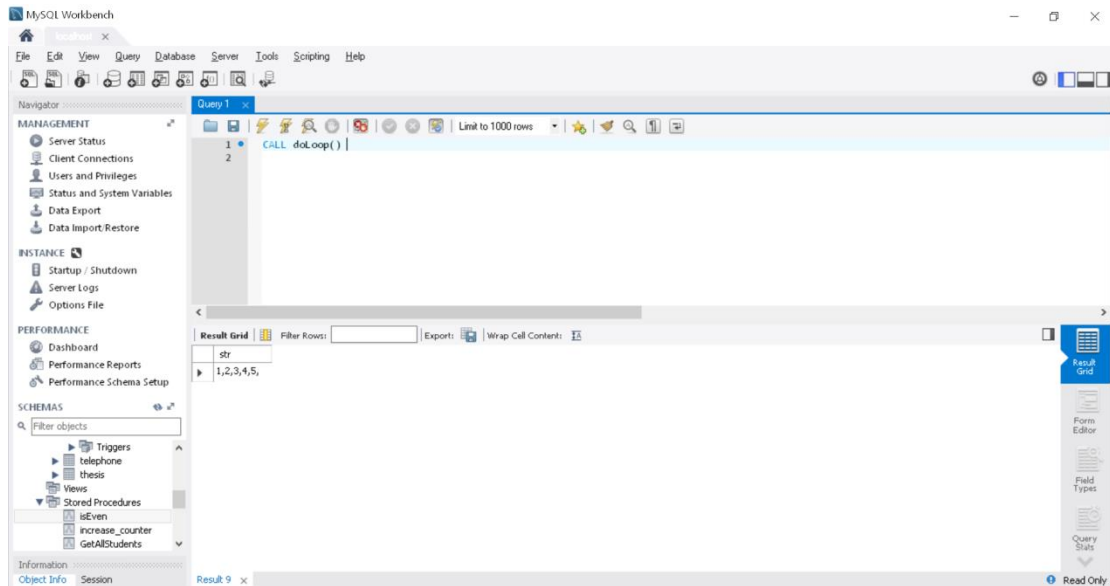 MySQL Workbench
localhost
File Edit View Query Database Server Tools Scripting Help
Navigator
Query 1
MANAGEMENT
Server Status
Client Connections
Users and Privileges
Status and System Variables
Data Export
Data Import/Restore
INSTANCE
Startup / Shutdown
Server Logs
Options File
PERFORMANCE
Dashboard
Performance Reports
Performance Schema Setup
SCHEMAS
Filter objects
Triggers
telephone
thesis
Views
Stored Procedures
isEven
increase_counter
GetAllStudents
Information
Object Info Session
Limit to 1000 rows
1 CALL doLoop()
2
Result Grid Filter Rows: Export: Wrap Cell Content:
str
1,2,3,4,5,
Result Grid
Form Editor
Field Types
Query Stats
Result 9
Read Only